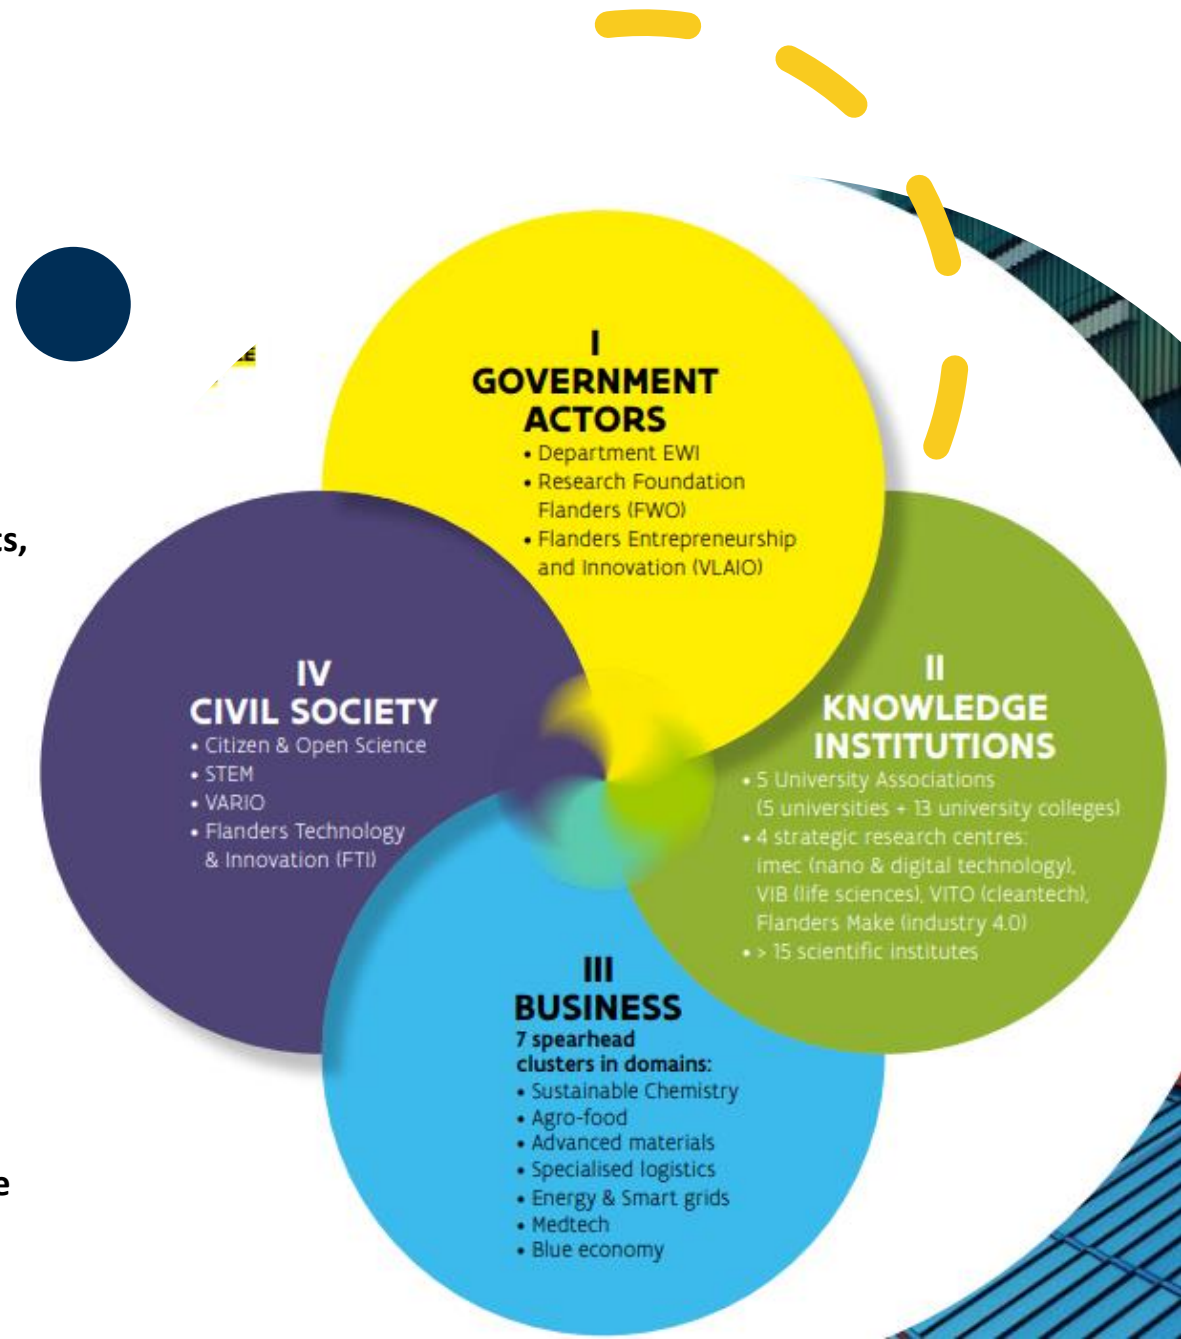 I
GOVERNMENT
ACTORS
• Department EWI
• Research Foundation
Flanders (FWO)
• Flanders Entrepreneurship
and Innovation (VLAIO)
IV
CIVIL SOCIETY
• Citizen & Open Science
• STEM
• VARIO
• Flanders Technology
& Innovation (FTI)
II
KNOWLEDGE
INSTITUTIONS
• 5 University Associations
(5 universities + 13 university colleges)
• 4 strategic research centres:
imec (nano & digital technology),
VIB (life sciences), VITO (cleantech),
Flanders Make (industry 4.0)
• > 15 scientific institutes
III
BUSINESS
7 spearhead
clusters in domains:
• Sustainable Chemistry
• Agro-food
• Advanced materials
• Specialised logistics
• Energy & Smart grids
• Medtech
• Blue economy